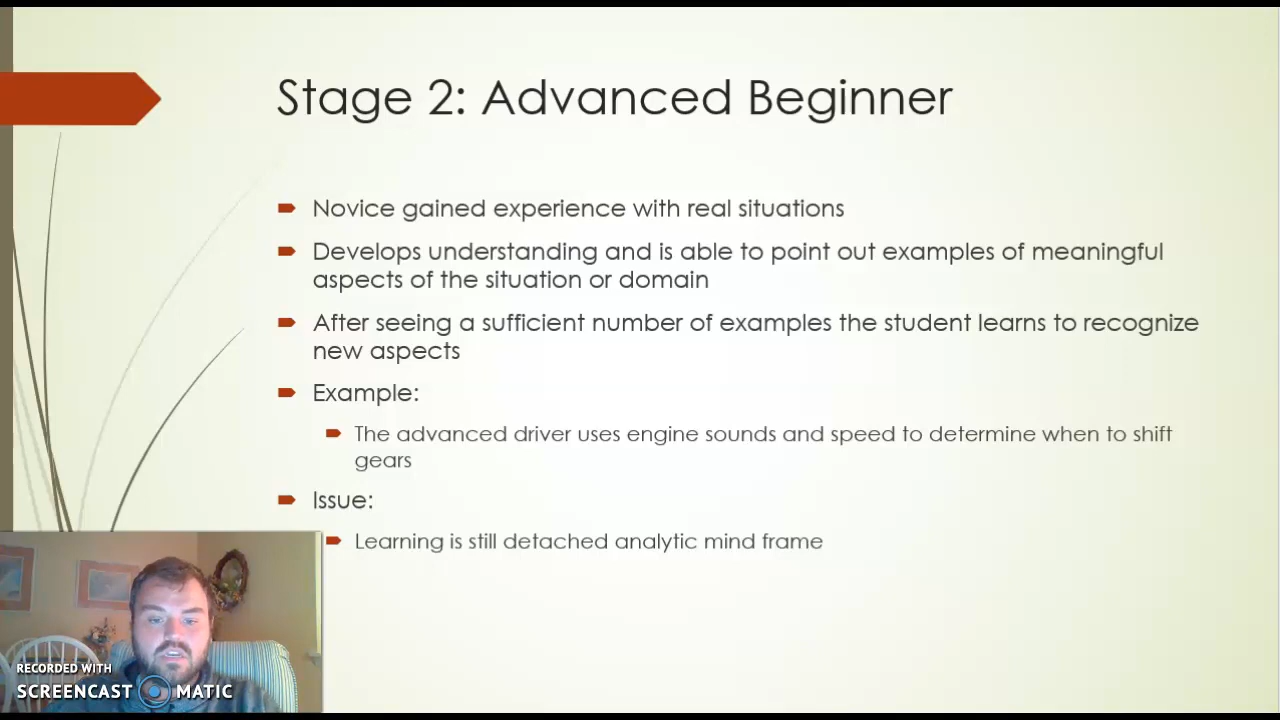 Stage 2: Advanced Beginner
Novice gained experience with real situations
Develops understanding and is able to point out examples of meaningful
aspects of the situation or domain
After seeing a sufficient number of examples the student learns to recognize
new aspects
Example:
The advanced driver uses engine sounds and speed to determine when to shift
gears
Issue:
Learning is still detached analytic mind frame
RECORDED WITH
SCREENCAST MATIC